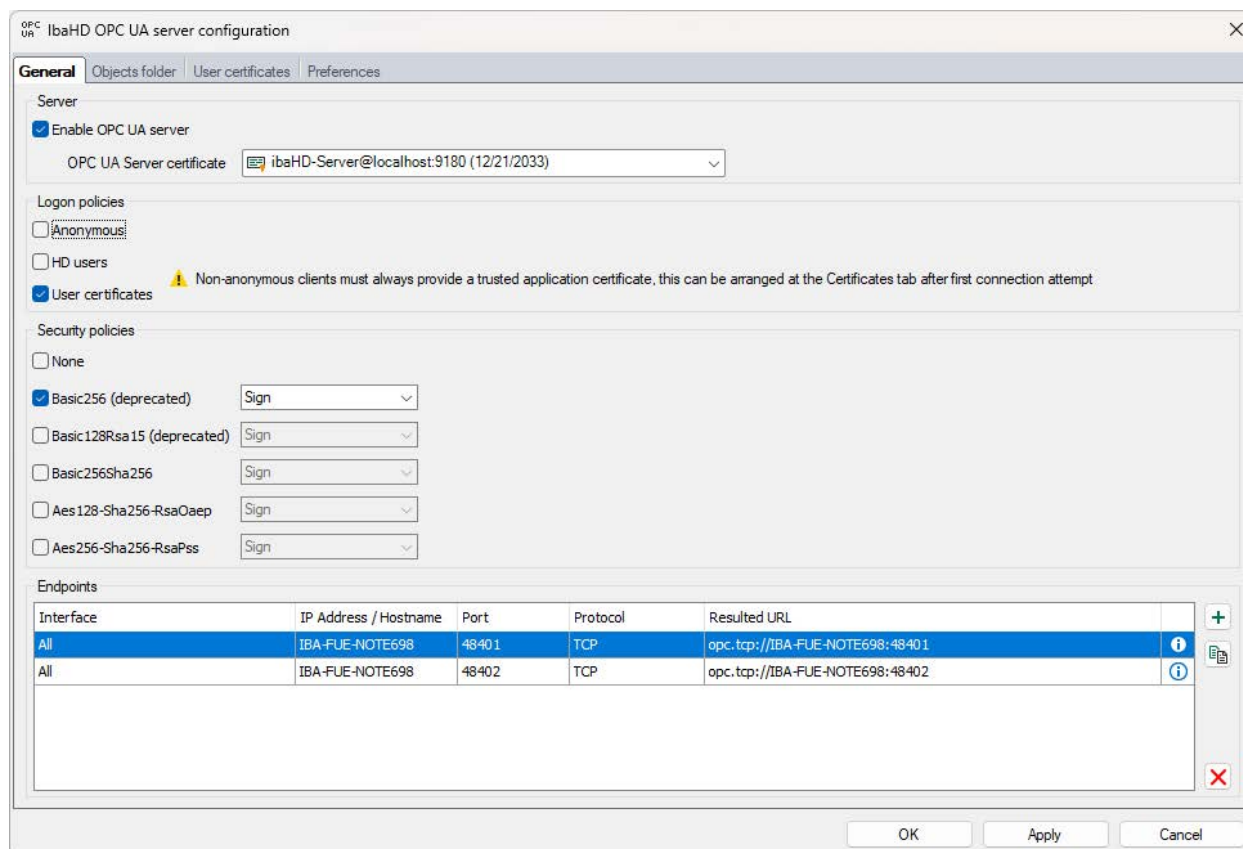 OPC UA IbaHD OPC UA server configuration
General Objects folder User certificates Preferences
Server
Enable OPC UA server
OPC UA Server certificate ibaHD-Server@localhost:9180 (12/21/2033)
Logon policies
Anonymous
HD users
Non-anonymous clients must always provide a trusted application certificate, this can be arranged at the Certificates tab after first connection attempt
User certificates
Security policies
None
Basic256 (deprecated) Sign
Basic128Rsa15 (deprecated) Sign
Basic256Sha256 Sign
Aes128-Sha256-RsaOaep Sign
Aes256-Sha256-RsaPss Sign
Endpoints
Interface IP Address / Hostname Port Protocol Resulted URL
All IBA-FUE-NOTE698 48401 TCP opc.tcp://IBA-FUE-NOTE698:48401
All IBA-FUE-NOTE698 48402 TCP opc.tcp://IBA-FUE-NOTE698:48402
OK Apply Cancel